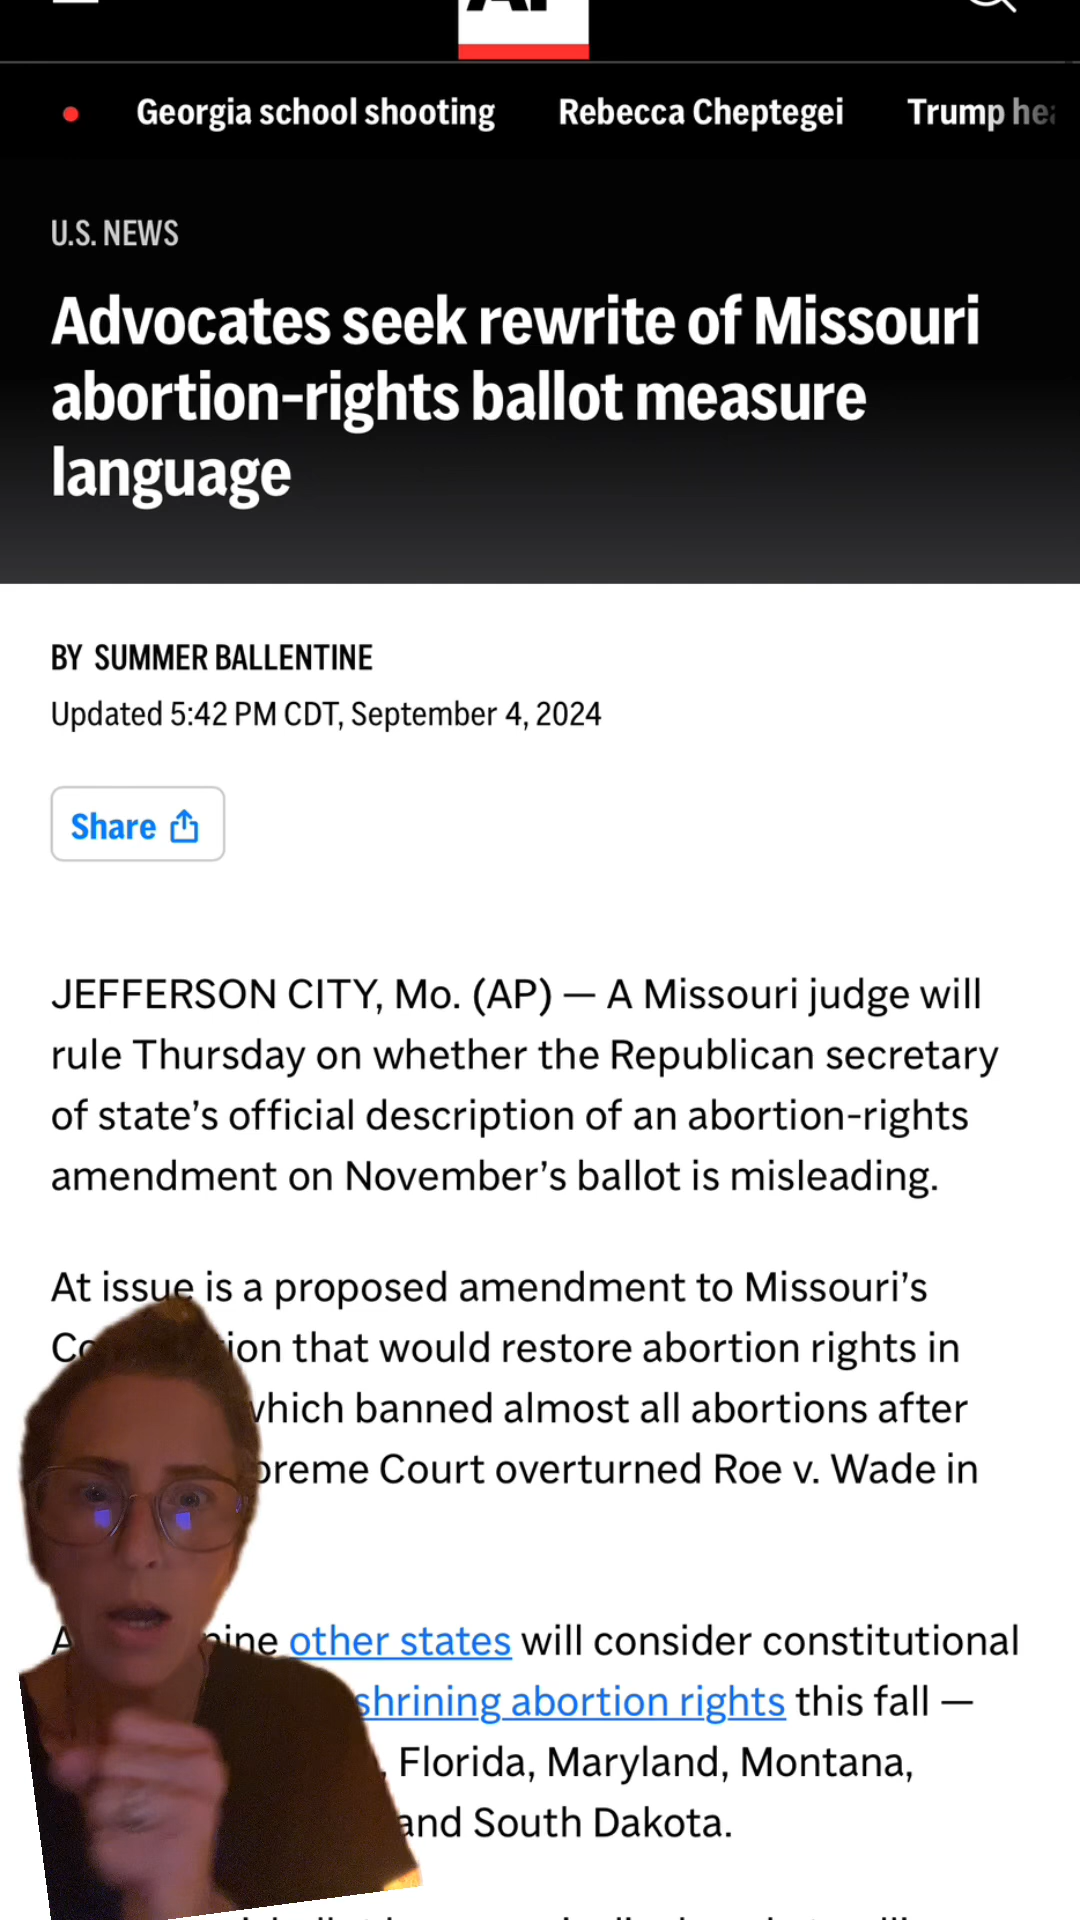 AP
Georgia school shooting Rebecca Cheptegei Trump
U.S. NEWS
Advocates seek rewrite of Missouri
abortion-rights ballot measure
language
BY SUMMER BALLENTINE
Updated 5:42 PM CDT, September 4, 2024
Share
JEFFERSON CITY, Mo. (AP) — A Missouri judge will
rule Thursday on whether the Republican secretary
of state’s official description of an abortion-rights
amendment on November’s ballot is misleading.
At issue is a proposed amendment to Missouri’s
that would restore abortion rights in
which banned almost all abortions after
Court overturned Roe v. Wade in
nine other states will consider constitutional
abortion rights this fall —
, Florida, Maryland, Montana,
and South Dakota.